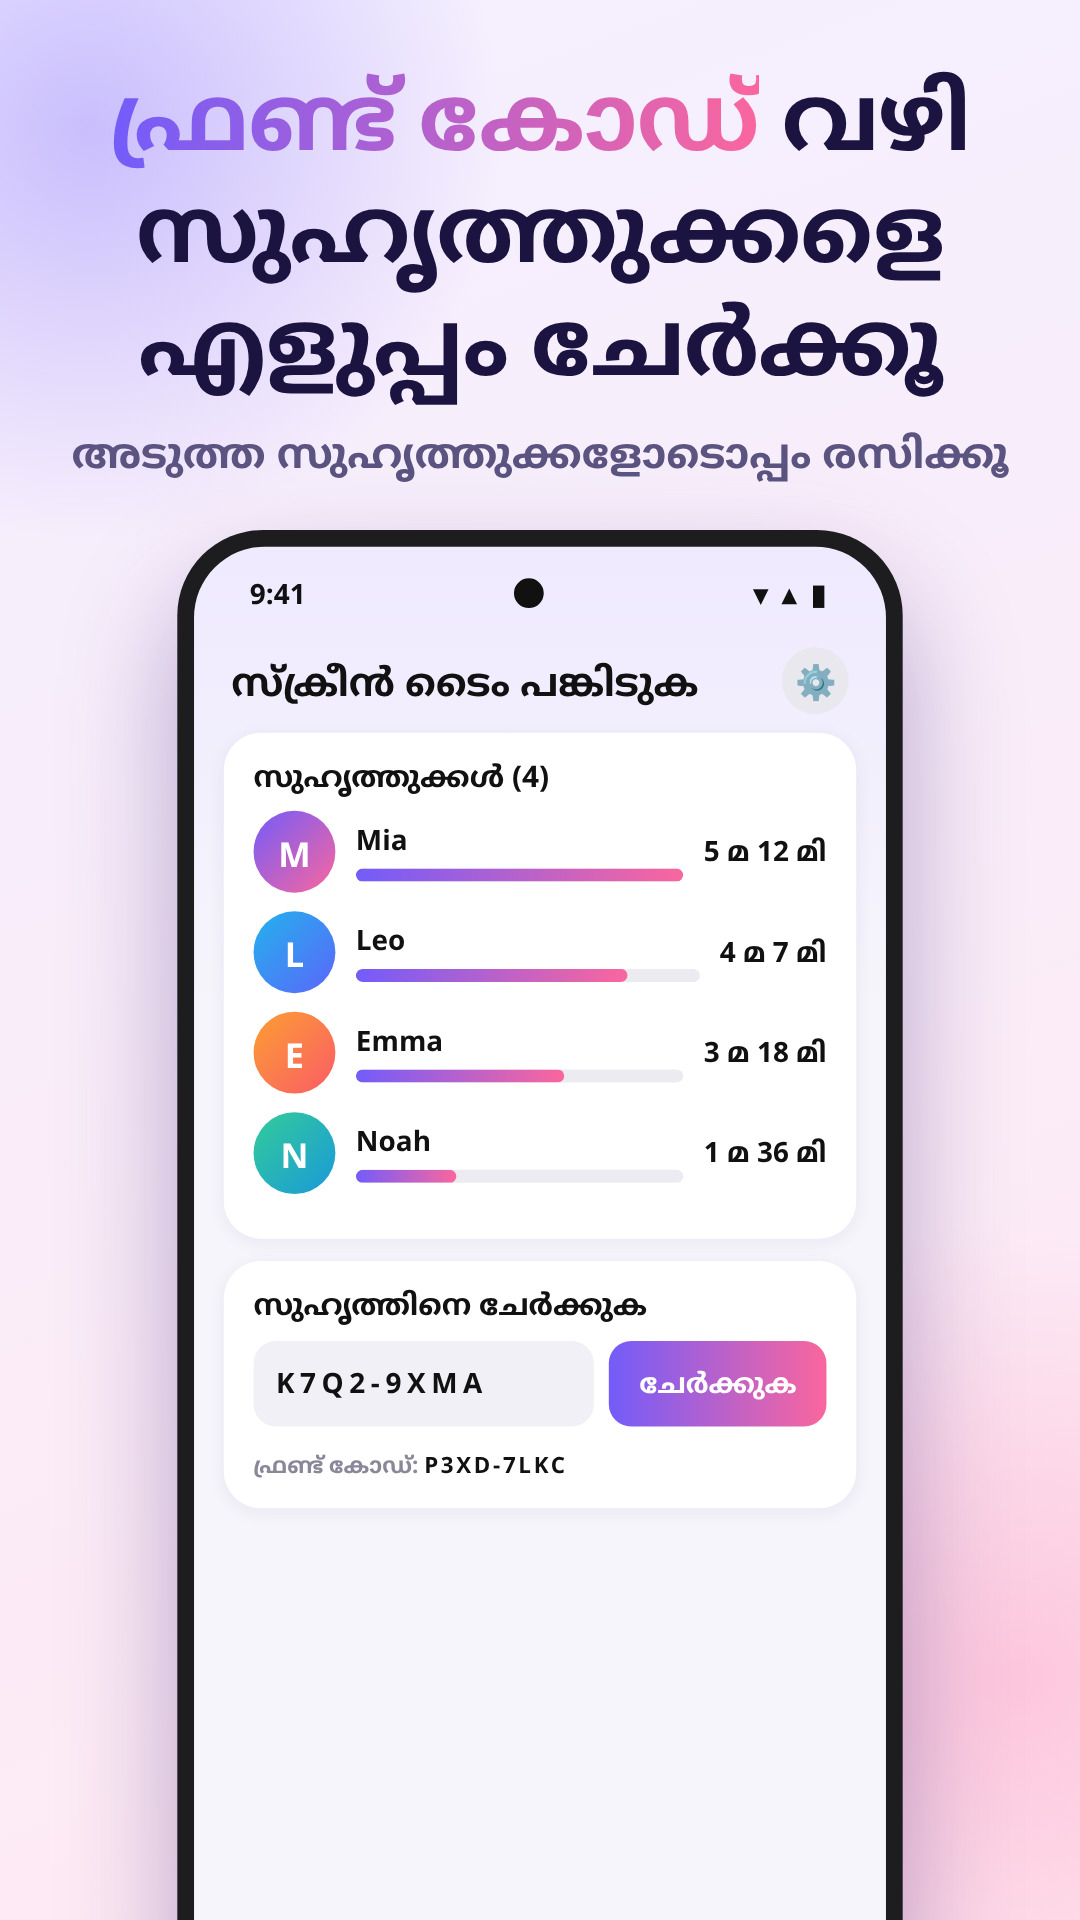 ഫ്രണ്ട് കോഡ് വഴി
സുഹൃത്തുക്കളെ
എളുപ്പം ചേർക്കൂ
അടുത്ത സുഹൃത്തുക്കളോടൊപ്പം രസിക്കൂ
9:41
സ്ക്രീൻ ടൈം പങ്കിടുക
സുഹൃത്തുക്കൾ (4)
M
Mia
5 മ 12 മി
L
Leo
4 മ 7 മി
E
Emma
3 മ 18 മി
N
Noah
1 മ 36 മി
സുഹൃത്തിനെ ചേർക്കുക
K7Q2-9XMA
ചേർക്കുക
ഫ്രണ്ട് കോഡ്: P3XD-7LKC